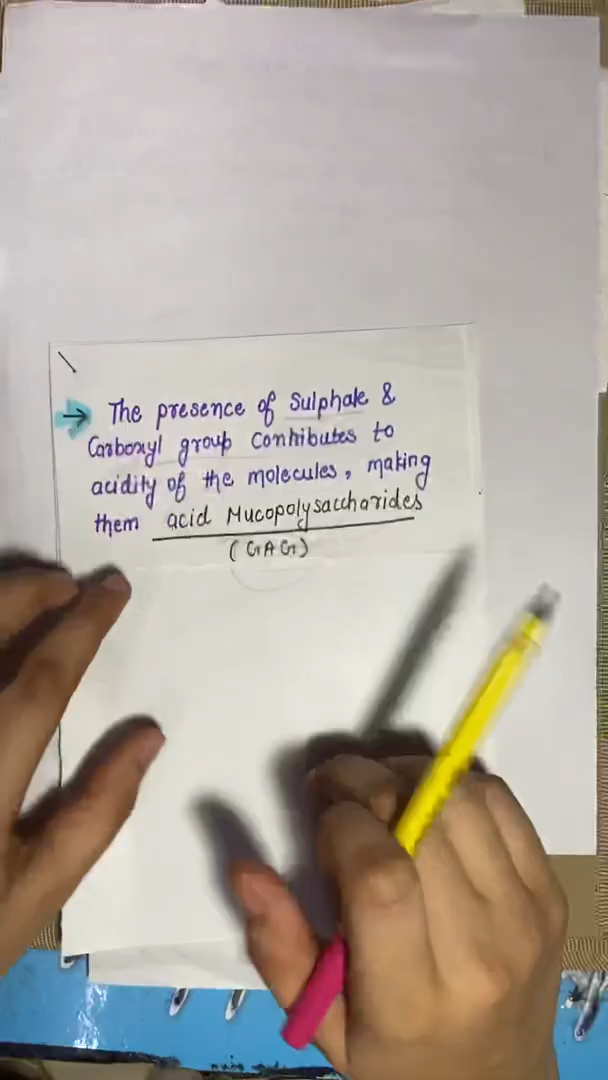 → The presence of Sulphate &
Carboxyl group Contributes to
acidity of the molecules, making
them acid Mucopolysaccharides
(GAG)